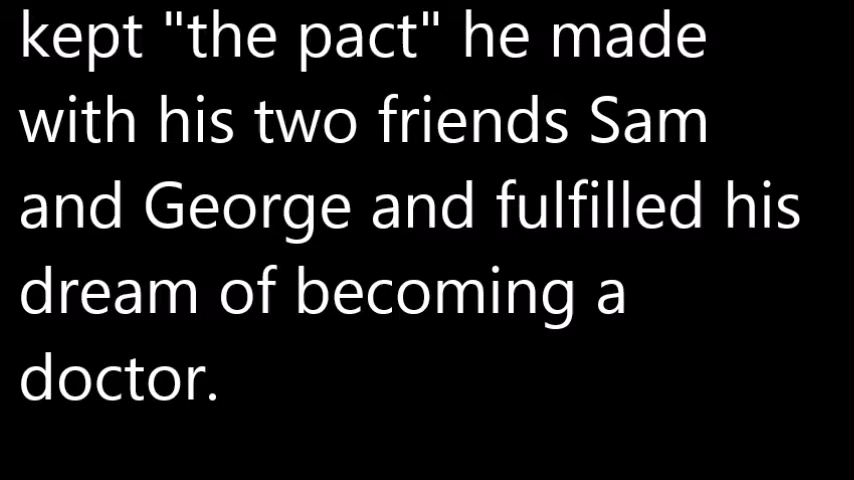 kept "the pact" he made
with his two friends Sam
and George and fulfilled his
dream of becoming a
doctor.